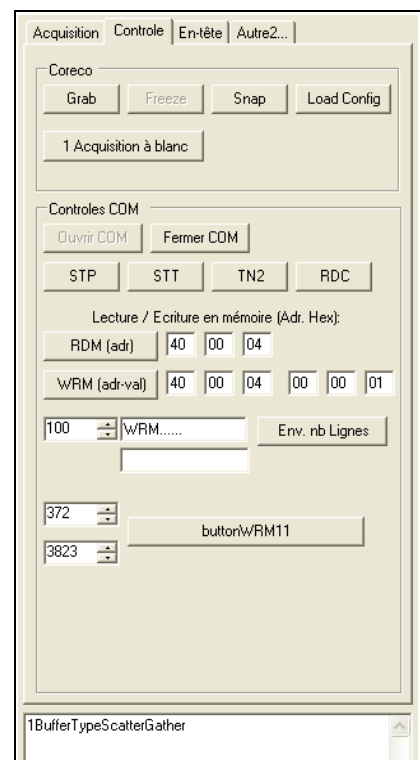 Acquisition Controle En-tête Autre2...
Coreco
Grab Freeze Snap Load Config
1 Acquisition à blanc
Controles COM
Ouvrir COM Fermer COM
STP STT TN2 RDC
Lecture / Ecriture en mémoire (Adr. Hex):
RDM (adr) 40 00 04
WRM (adr-val) 40 00 04 00 00 01
100 WRM...... Env. nb Lignes
372
buttonWRM11
3823
1BufferTypeScatterGather